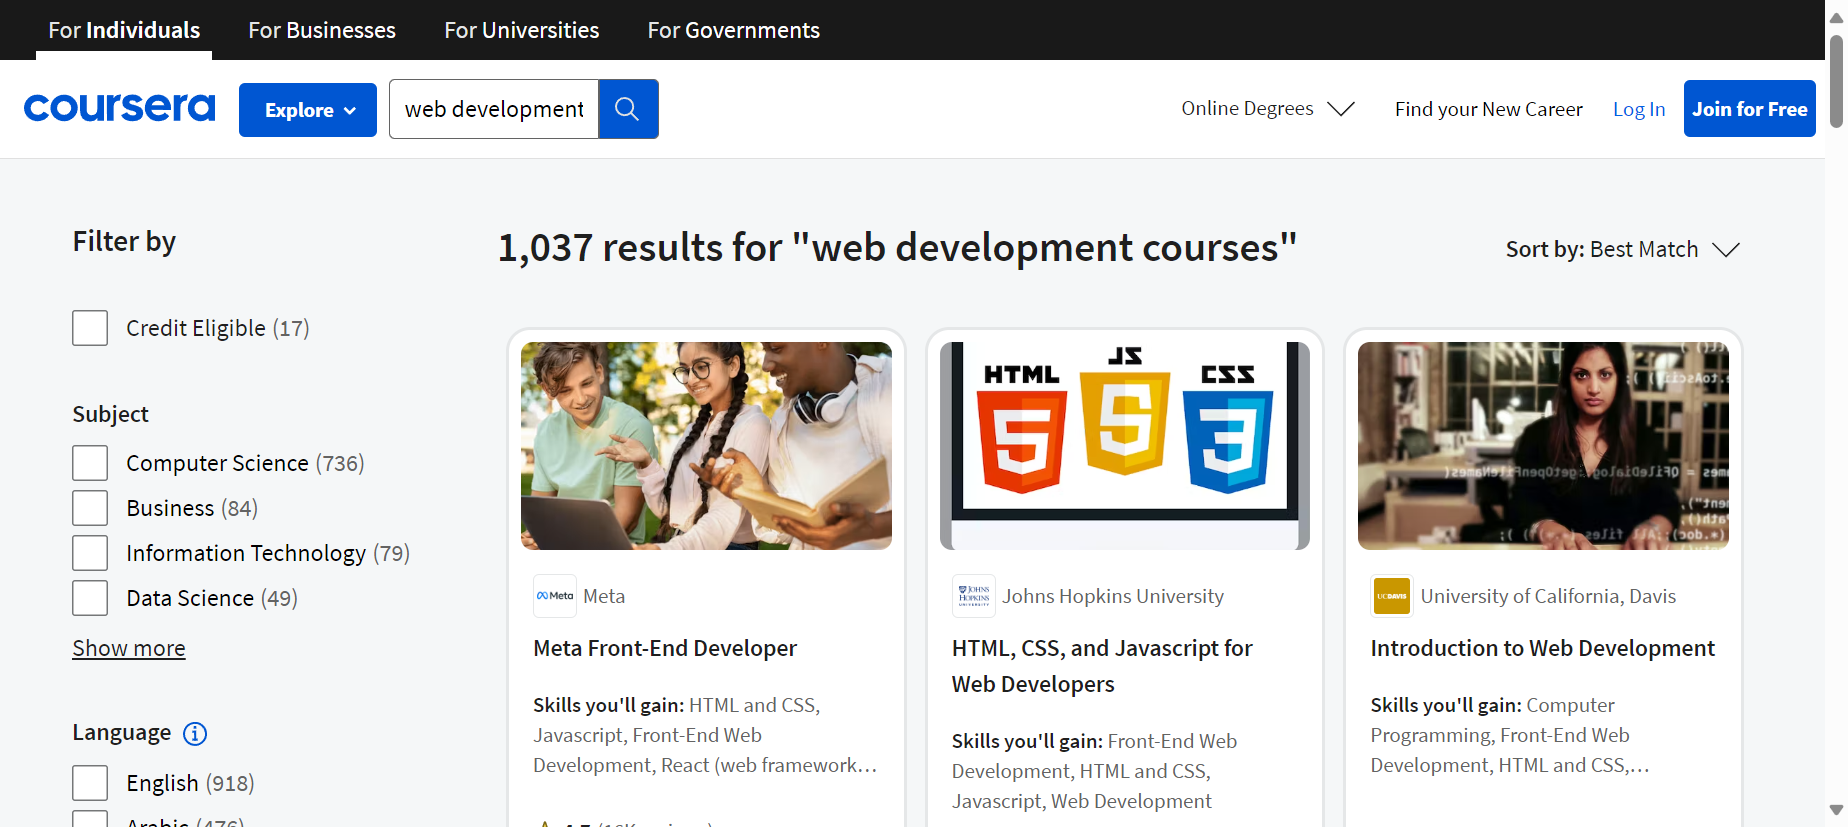 For Individuals
For Businesses
For Universities
For Governments
coursera
Explore
web development
Online Degrees
Find your New Career
Log In
Join for Free
Filter by
Credit Eligible (17)
Subject
Computer Science (736)
Business (84)
Information Technology (79)
Data Science (49)
Show more
Language
English (918)
1,037 results for "web development courses"
Sort by: Best Match
Meta
Meta
Meta Front-End Developer
Skills you'll gain: HTML and CSS,
Javascript, Front-End Web
Development, React (web framework...
HTML
JS
CSS
JOHNS
HOPKINS
UNIVERSITY
Johns Hopkins University
HTML, CSS, and Javascript for
Web Developers
Skills you'll gain: Front-End Web
Development, HTML and CSS,
Javascript, Web Development
UCDAVIS
University of California, Davis
Introduction to Web Development
Skills you'll gain: Computer
Programming, Front-End Web
Development, HTML and CSS,...